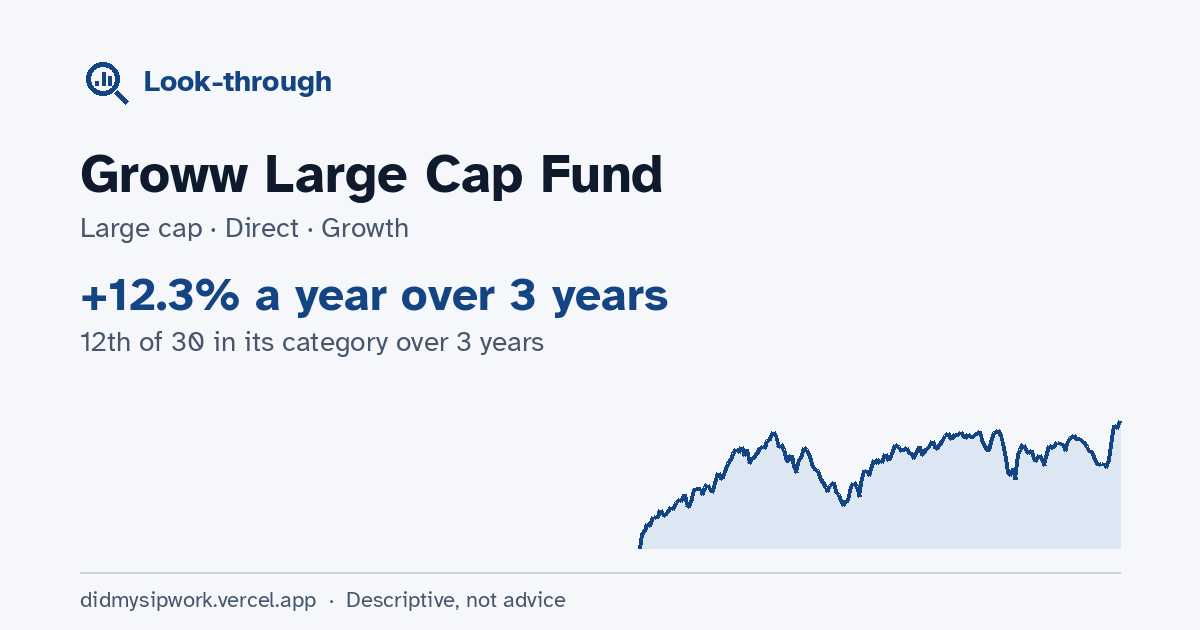 Look-through
Groww Large Cap Fund
Large cap · Direct · Growth
+12.3% a year over 3 years
12th of 30 in its category over 3 years
didmysipwork.vercel.app · Descriptive, not advice